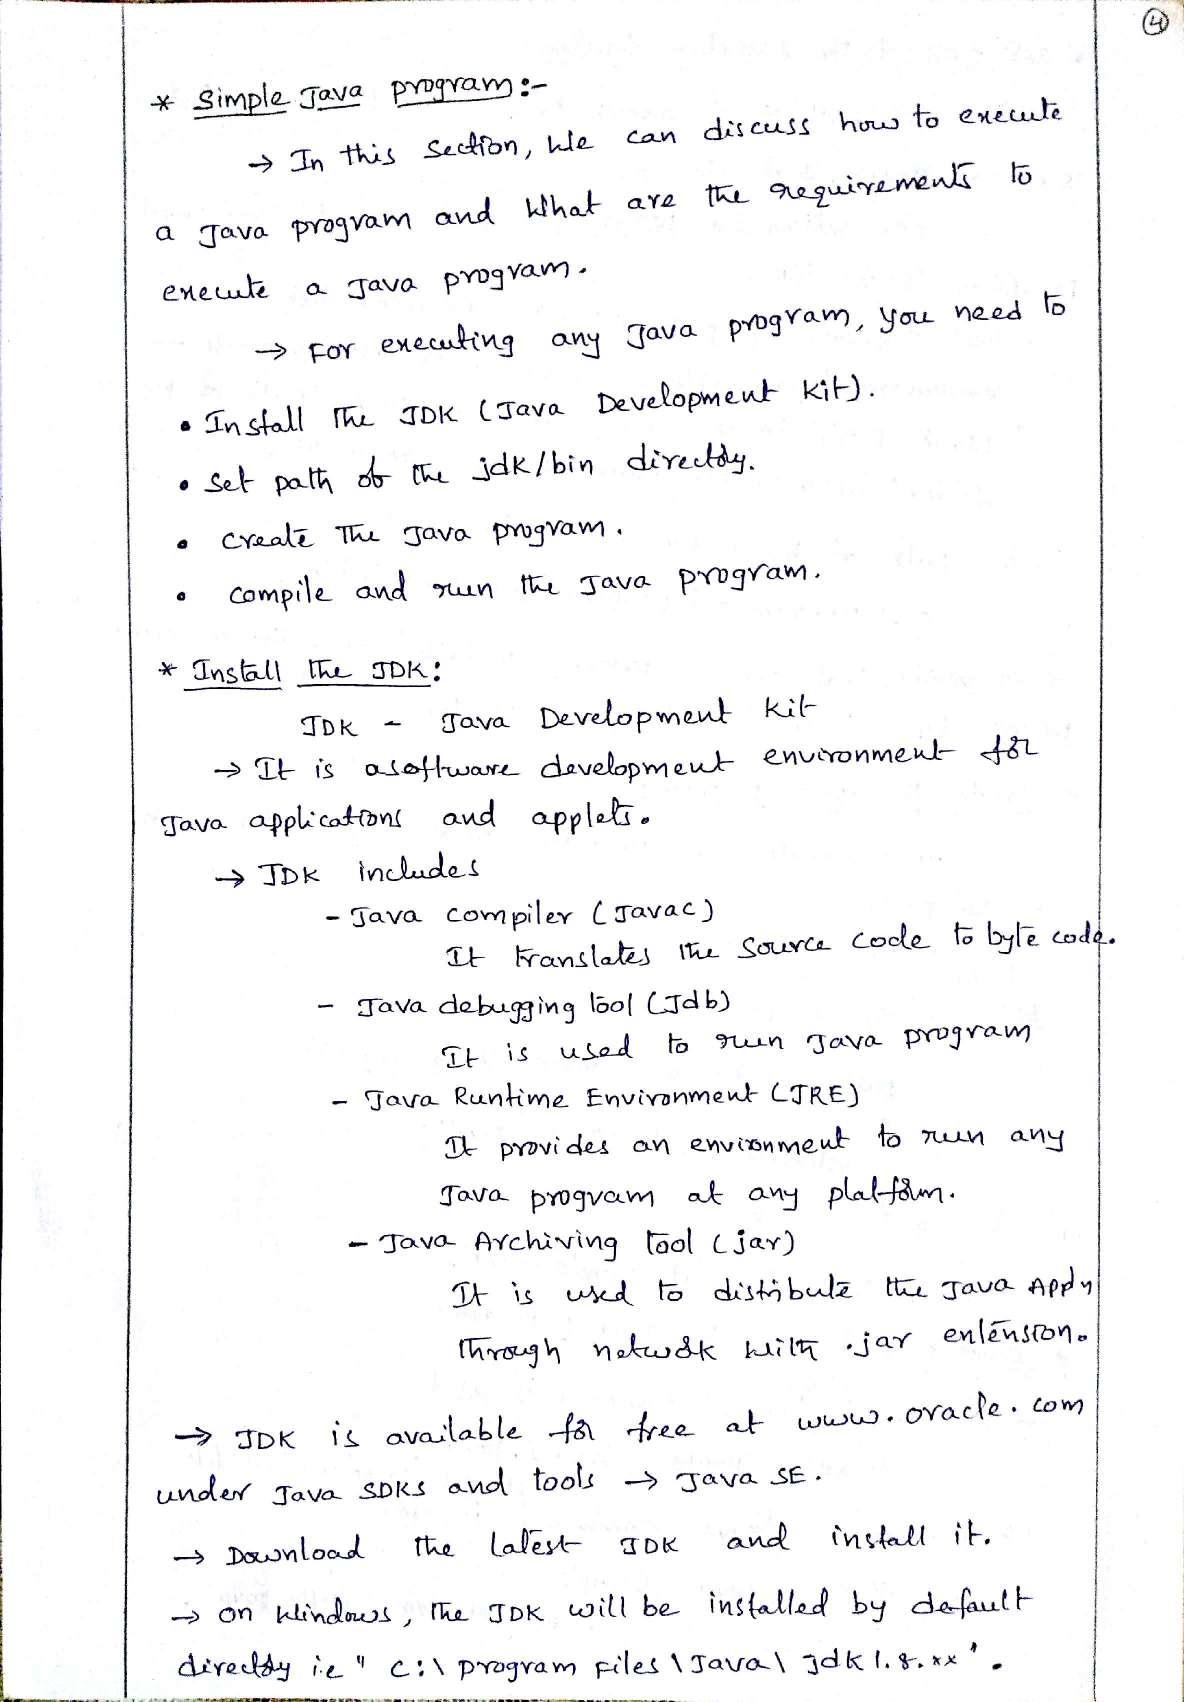 4
* Simple Java program :-
→ In this section, We can discuss how to execute
a Java program and What are the requirements to
execute a Java program.
→ For executing any Java program, you need to
• Install The JDK (Java Development Kit).
• Set path of the jdk/bin directory.
• create The Java program.
• compile and run the Java program.
* Install the JDK:
JDK - Java Development Kit
→ It is a software development environment for
Java applications and applets.
→ JDK includes
- Java compiler (Javac)
It translates the source code to byte code.
- Java debugging tool (Jdb)
It is used to run Java program
- Java Runtime Environment (JRE)
It provides an environment to run any
Java program at any platform.
- Java Archiving tool (jar)
It is used to distribute the Java Appn
through network with .jar extension.
→ JDK is available for free at www.oracle.com
under Java SDKs and tools → Java SE.
→ Download the latest JDK and install it.
→ on Windows, The JDK will be installed by default
directory i.e " C:\ program Files \ Java \ Jdk 1.8.xx ".